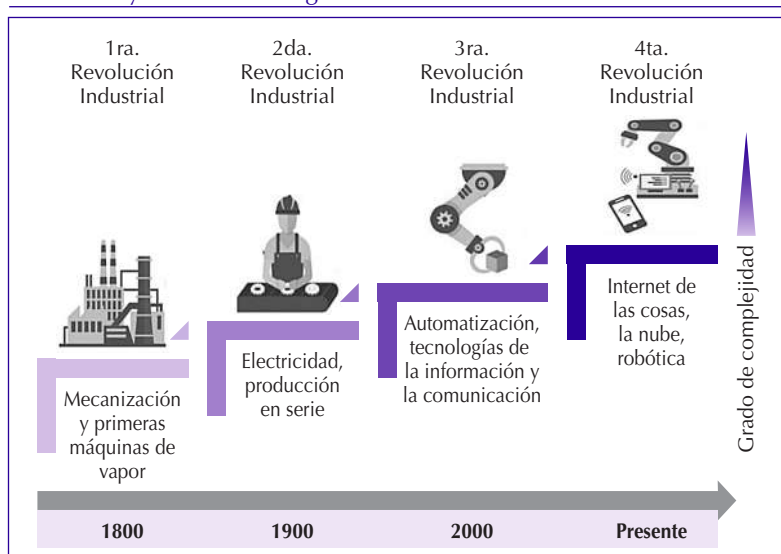 1ra.
Revolución
Industrial
2da.
Revolución
Industrial
3ra.
Revolución
Industrial
4ta.
Revolución
Industrial
Mecanización
y primeras
máquinas de
vapor
Electricidad,
producción
en serie
Automatización,
tecnologías de
la información y
la comunicación
Internet de
las cosas,
la nube,
robótica
Grado de complejidad
1800
1900
2000
Presente